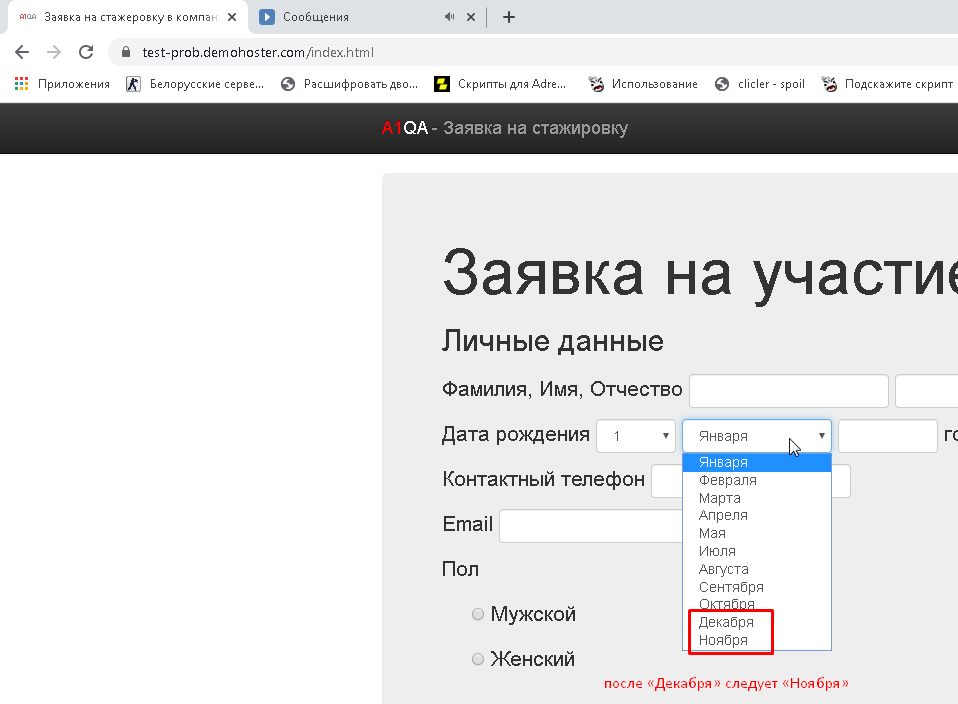 A1QA Заявка на стажировку в компан
Сообщения
test-prob.demohoster.com/index.html
Приложения Белорусские серве... Расшифровать дво... Скрипты для Adre... Использование clicler - spoil Подскажите скрипт
A1QA - Заявка на стажировку
Заявка на участие
Личные данные
Фамилия, Имя, Отчество
Дата рождения 1 Января го
Января
Февраля
Марта
Апреля
Мая
Июля
Августа
Сентября
Октября
Декабря
Ноября
Контактный телефон
Email
Пол
Мужской
Женский
после «Декабря» следует «Ноября»